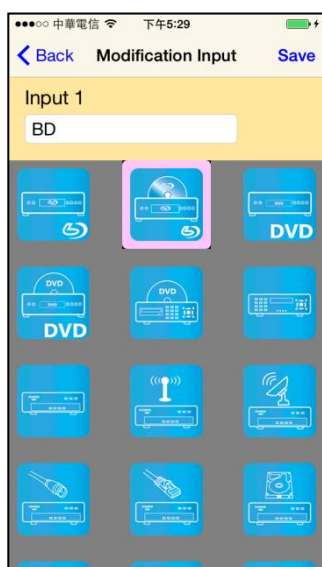 中華電信 下午5:29
Back Modification Input Save
Input 1
BD
DVD
DVD
DVD
DVD